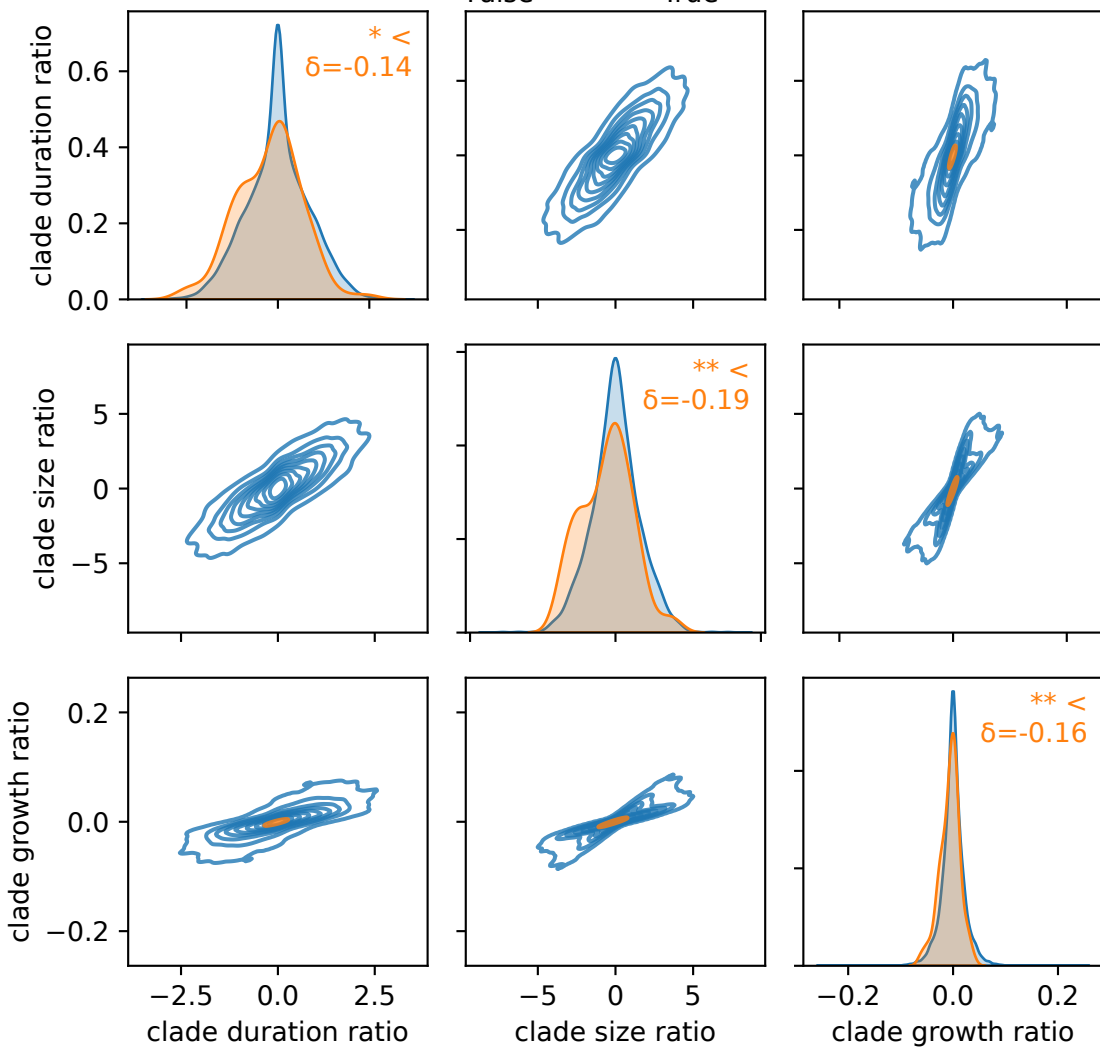 True
clade duration ratio
0.6
0.4
0.2
0.0
* <
δ=-0.14
clade size ratio
5
0
−5
** <
δ=-0.19
clade growth ratio
0.2
0.0
−0.2
** <
δ=-0.16
−2.5 0.0 2.5
−5 0 5
−0.2 0.0 0.2
clade duration ratio
clade size ratio
clade growth ratio